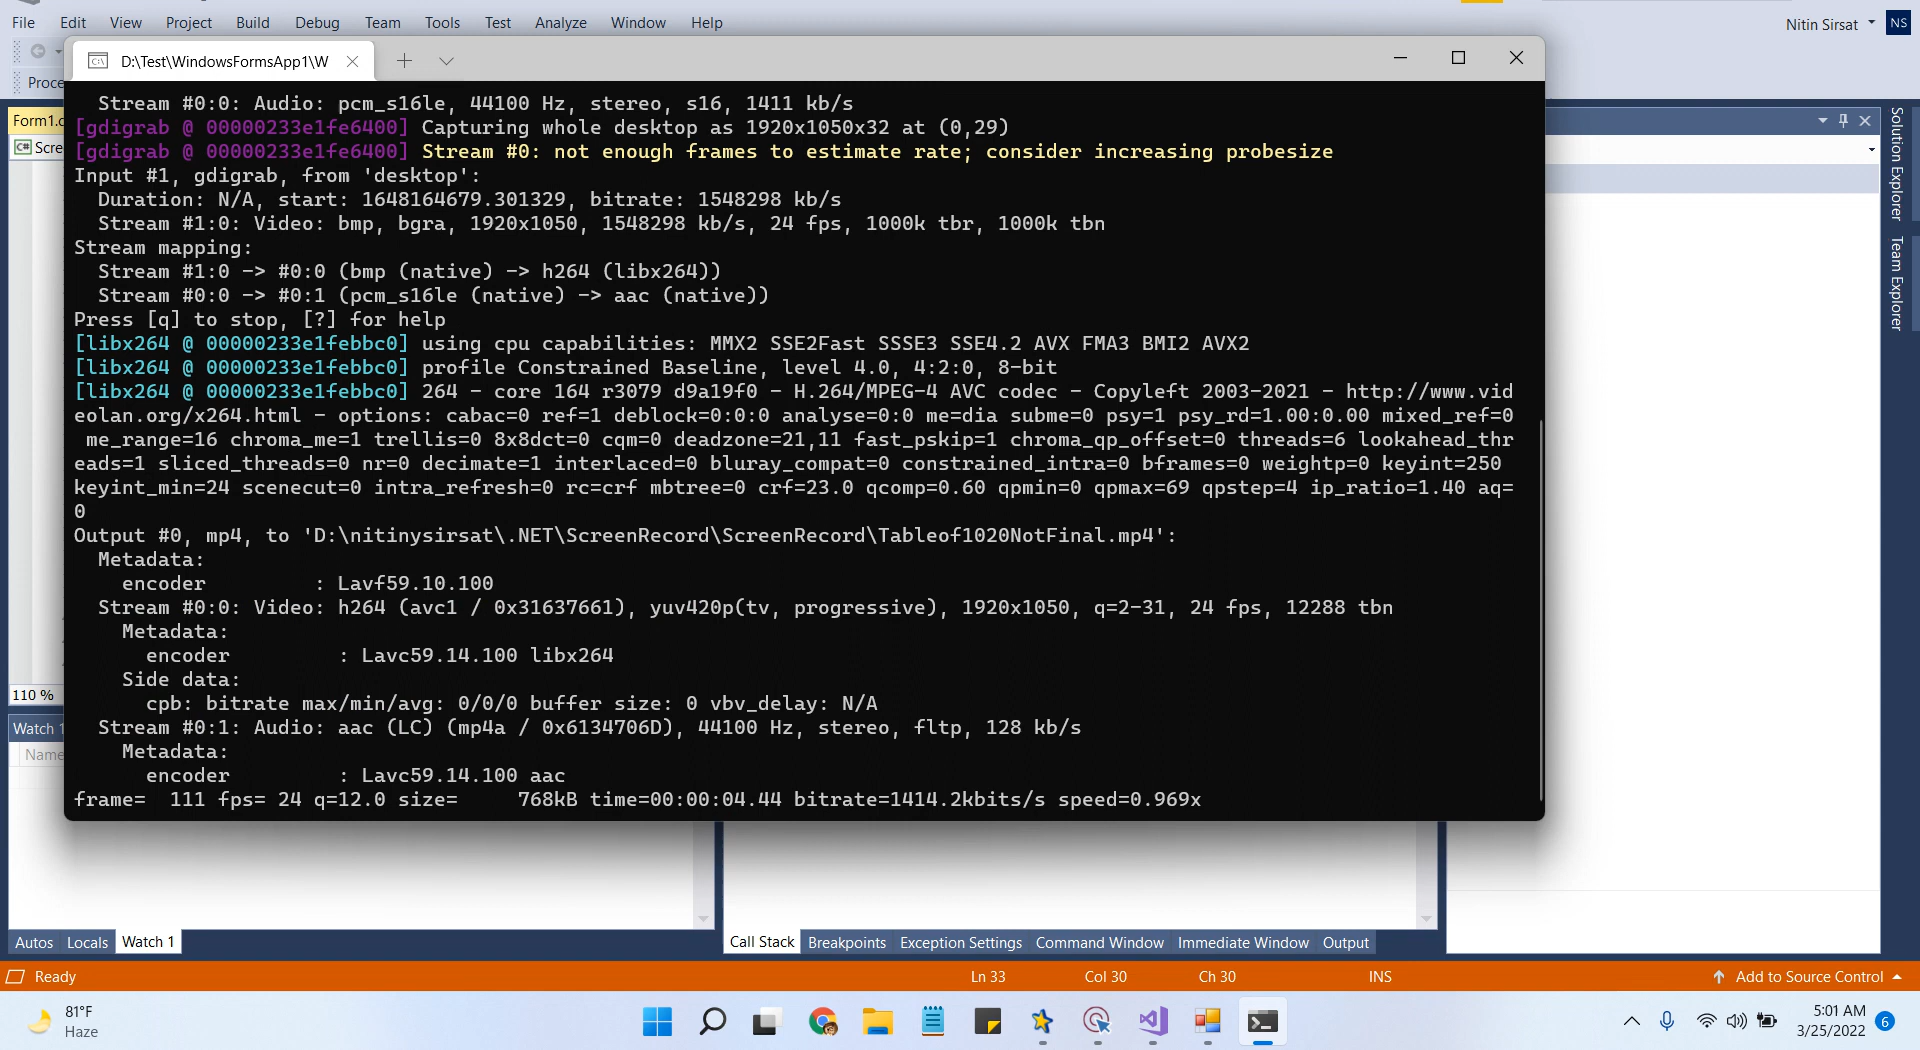 File Edit View Project Build Debug Team Tools Test Analyze Window Help
Nitin Sirsat NS
D:\Test\WindowsFormsApp1\W
Proce
Form1.c
Scre
Stream #0:0: Audio: pcm_s16le, 44100 Hz, stereo, s16, 1411 kb/s
[gdigrab @ 00000233e1fe6400] Capturing whole desktop as 1920x1050x32 at (0,29)
[gdigrab @ 00000233e1fe6400] Stream #0: not enough frames to estimate rate; consider increasing probesize
Input #1, gdigrab, from 'desktop':
Duration: N/A, start: 1648164679.301329, bitrate: 1548298 kb/s
Stream #1:0: Video: bmp, bgra, 1920x1050, 1548298 kb/s, 24 fps, 1000k tbr, 1000k tbn
Stream mapping:
Stream #1:0 -> #0:0 (bmp (native) -> h264 (libx264))
Stream #0:0 -> #0:1 (pcm_s16le (native) -> aac (native))
Press [q] to stop, [?] for help
[libx264 @ 00000233e1febbc0] using cpu capabilities: MMX2 SSE2Fast SSSE3 SSE4.2 AVX FMA3 BMI2 AVX2
[libx264 @ 00000233e1febbc0] profile Constrained Baseline, level 4.0, 4:2:0, 8-bit
[libx264 @ 00000233e1febbc0] 264 - core 164 r3079 d9a19f0 - H.264/MPEG-4 AVC codec - Copyleft 2003-2021 - http://www.vid
eolan.org/x264.html - options: cabac=0 ref=1 deblock=0:0:0 analyse=0:0 me=dia subme=0 psy=1 psy_rd=1.00:0.00 mixed_ref=0
me_range=16 chroma_me=1 trellis=0 8x8dct=0 cqm=0 deadzone=21,11 fast_pskip=1 chroma_qp_offset=0 threads=6 lookahead_thr
eads=1 sliced_threads=0 nr=0 decimate=1 interlaced=0 bluray_compat=0 constrained_intra=0 bframes=0 weightp=0 keyint=250
keyint_min=24 scenecut=0 intra_refresh=0 rc=crf mbtree=0 crf=23.0 qcomp=0.60 qpmin=0 qpmax=69 qpstep=4 ip_ratio=1.40 aq=
0
Output #0, mp4, to 'D:\nitinysirsat\.NET\ScreenRecord\ScreenRecord\Tableof1020NotFinal.mp4':
Metadata:
encoder : Lavf59.10.100
Stream #0:0: Video: h264 (avc1 / 0x31637661), yuv420p(tv, progressive), 1920x1050, q=2-31, 24 fps, 12288 tbn
Metadata:
encoder : Lavc59.14.100 libx264
Side data:
cpb: bitrate max/min/avg: 0/0/0 buffer size: 0 vbv_delay: N/A
Stream #0:1: Audio: aac (LC) (mp4a / 0x6134706D), 44100 Hz, stereo, fltp, 128 kb/s
Metadata:
encoder : Lavc59.14.100 aac
frame= 111 fps= 24 q=12.0 size= 768kB time=00:00:04.44 bitrate=1414.2kbits/s speed=0.969x
110 %
Watch 1
Name
Solution Explorer
Team Explorer
Autos Locals Watch 1
Call Stack Breakpoints Exception Settings Command Window Immediate Window Output
Ready Ln 33 Col 30 Ch 30 INS Add to Source Control
81°F
Haze
5:01 AM
3/25/2022
6